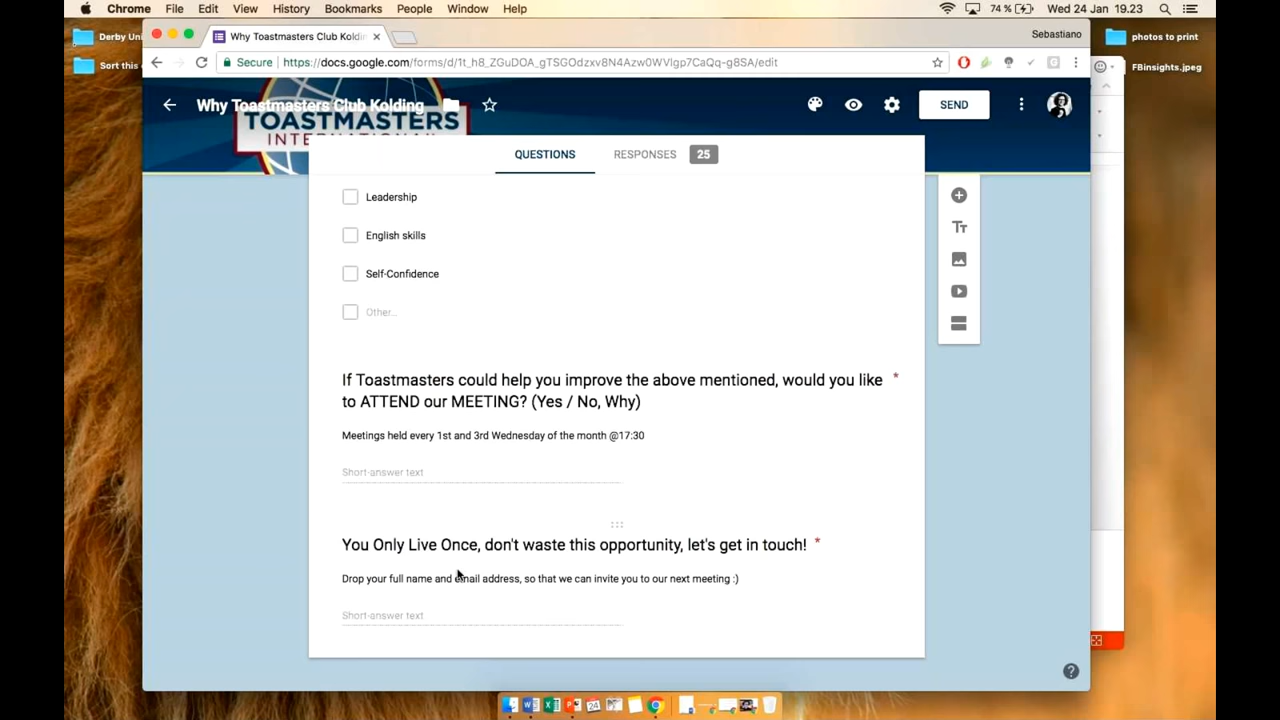 Chrome File Edit View History Bookmarks People Window Help 74 % Wed 24 Jan 19.23
Derby Uni
Sort this
photos to print
FBinsights.jpeg
Why Toastmasters Club Koldin
Sebastiano
Secure https://docs.google.com/forms/d/1t_h8_ZGuDOA_gTSGOdzxv8N4Azw0WVlgp7CaQq-g8SA/edit
Why Toastmasters Club Kolding
SEND
TOASTMASTERS
QUESTIONS RESPONSES 25
Leadership
English skills
Self-Confidence
Other...
If Toastmasters could help you improve the above mentioned, would you like *
to ATTEND our MEETING? (Yes / No, Why)
Meetings held every 1st and 3rd Wednesday of the month @17:30
Short-answer text
You Only Live Once, don't waste this opportunity, let's get in touch! *
Drop your full name and email address, so that we can invite you to our next meeting :)
Short-answer text